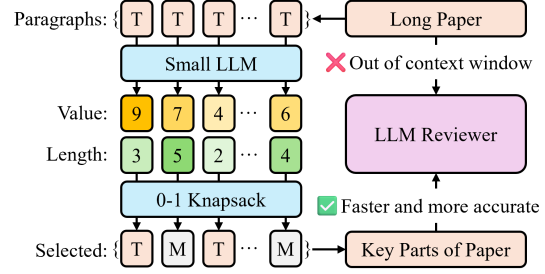 Paragraphs: { T T T ... T } Long Paper
Small LLM
❌ Out of context window
Value: 9 7 4 ... 6
LLM Reviewer
Length: 3 5 2 ... 4
0-1 Knapsack
✅ Faster and more accurate
Selected: { T M T ... M } Key Parts of Paper